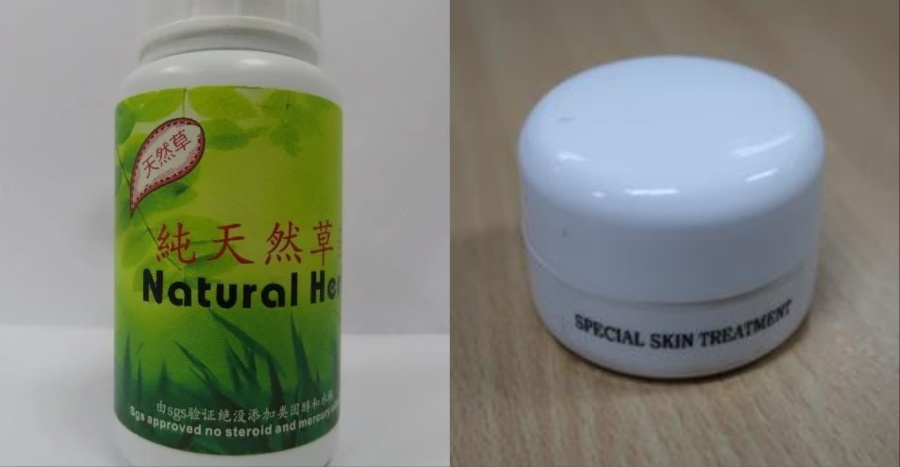 天然草
純天然草
Natural Her
由sgs验证绝没添加类固醇和水银
Sgs approved no steroid and mercury
SPECIAL SKIN TREATMENT